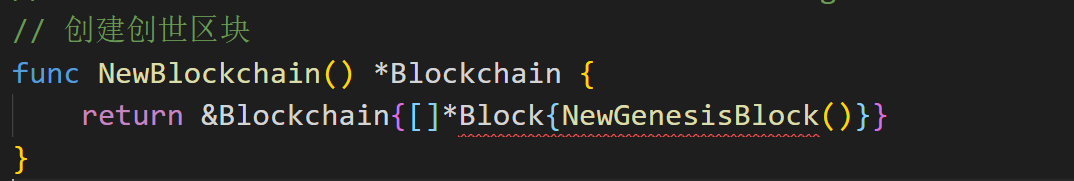 // 创建创世区块
func NewBlockchain() *Blockchain {
    return &Blockchain{[]*Block{NewGenesisBlock()}}
}